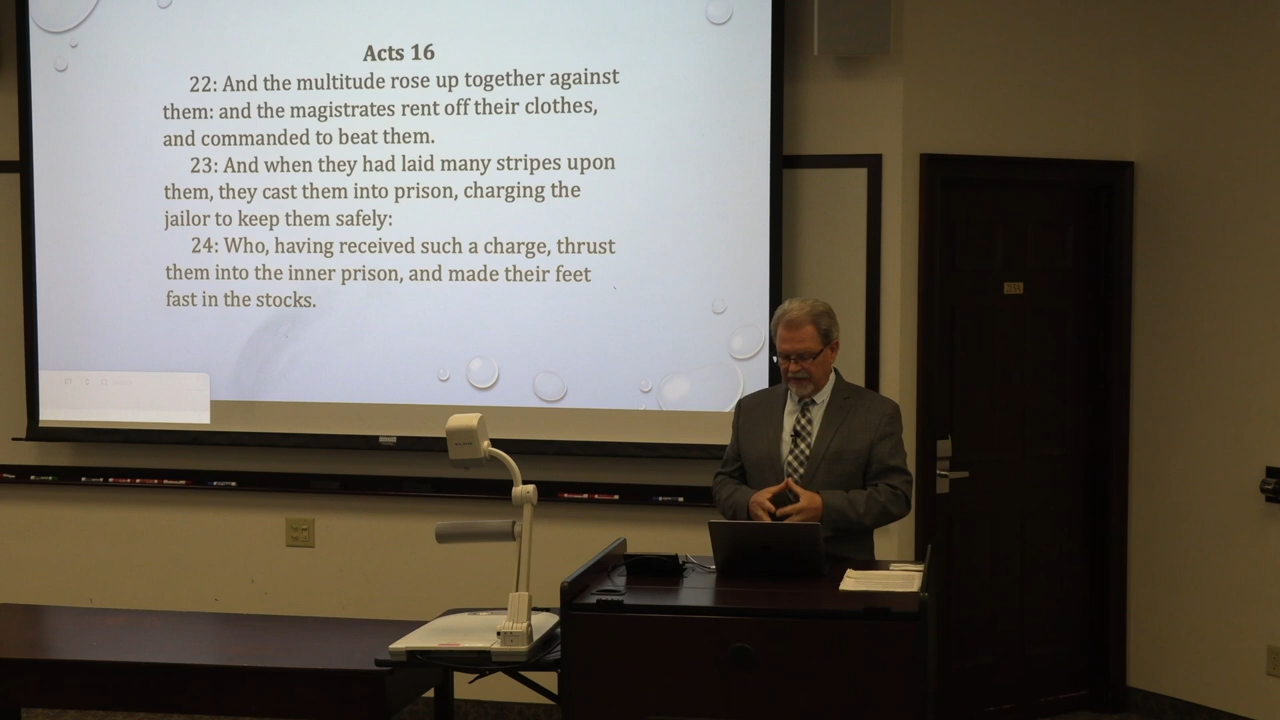 Acts 16
22: And the multitude rose up together against
them: and the magistrates rent off their clothes,
and commanded to beat them.
23: And when they had laid many stripes upon
them, they cast them into prison, charging the
jailor to keep them safely:
24: Who, having received such a charge, thrust
them into the inner prison, and made their feet
fast in the stocks.